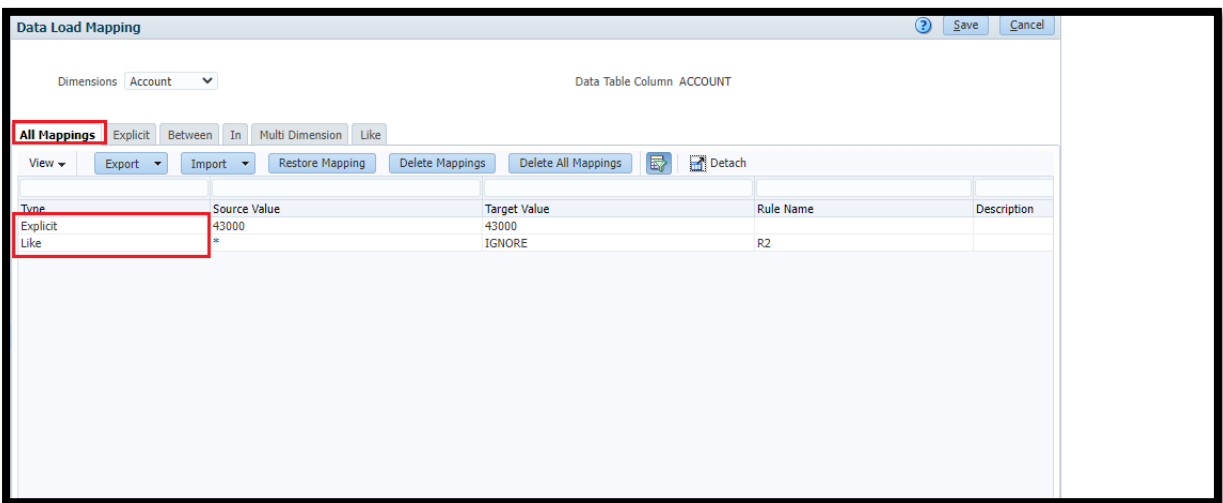 Data Load Mapping ? Save Cancel
Dimensions Account Data Table Column ACCOUNT
All Mappings Explicit Between In Multi Dimension Like
View Export Import Restore Mapping Delete Mappings Delete All Mappings Detach
Type Source Value Target Value Rule Name Description
Explicit 43000 43000
Like * IGNORE R2